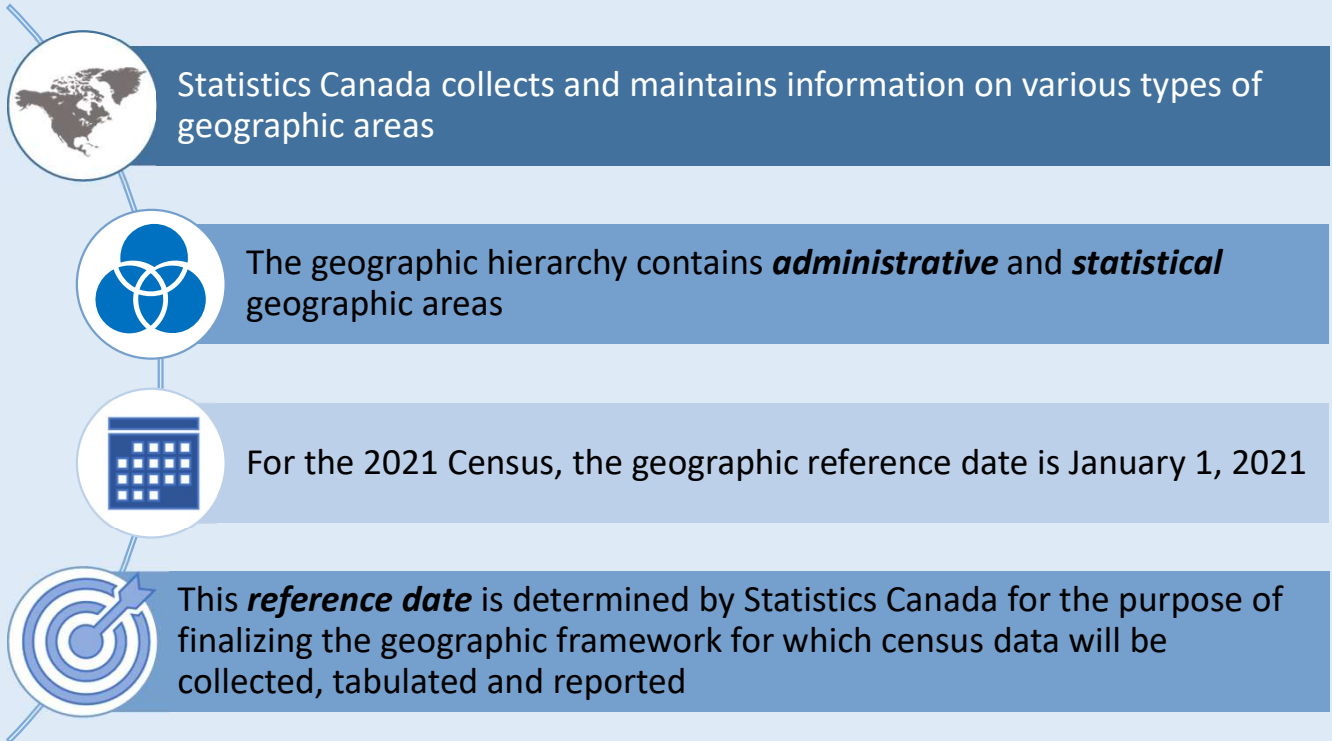 Statistics Canada collects and maintains information on various types of
geographic areas
The geographic hierarchy contains administrative and statistical
geographic areas
For the 2021 Census, the geographic reference date is January 1, 2021
This reference date is determined by Statistics Canada for the purpose of
finalizing the geographic framework for which census data will be
collected, tabulated and reported